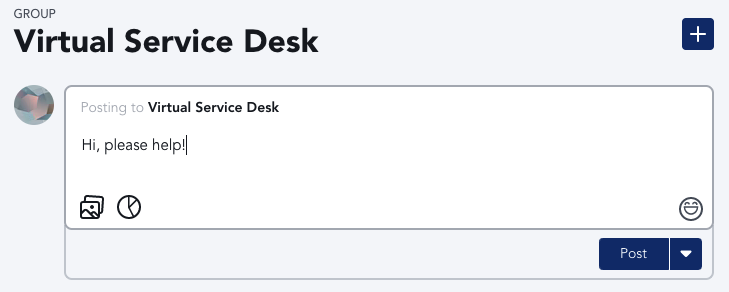 GROUP
Virtual Service Desk
Posting to Virtual Service Desk
Hi, please help!
Post